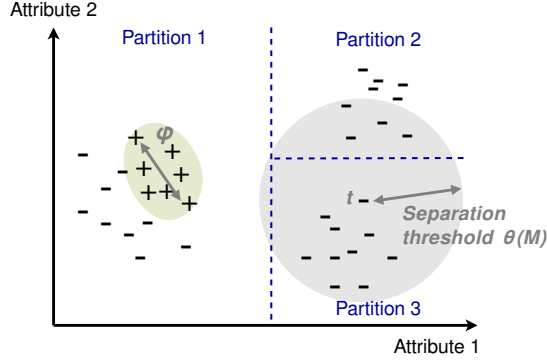 Attribute 2
Partition 1
Partition 2
φ
t
Separation
threshold θ(M)
Partition 3
Attribute 1